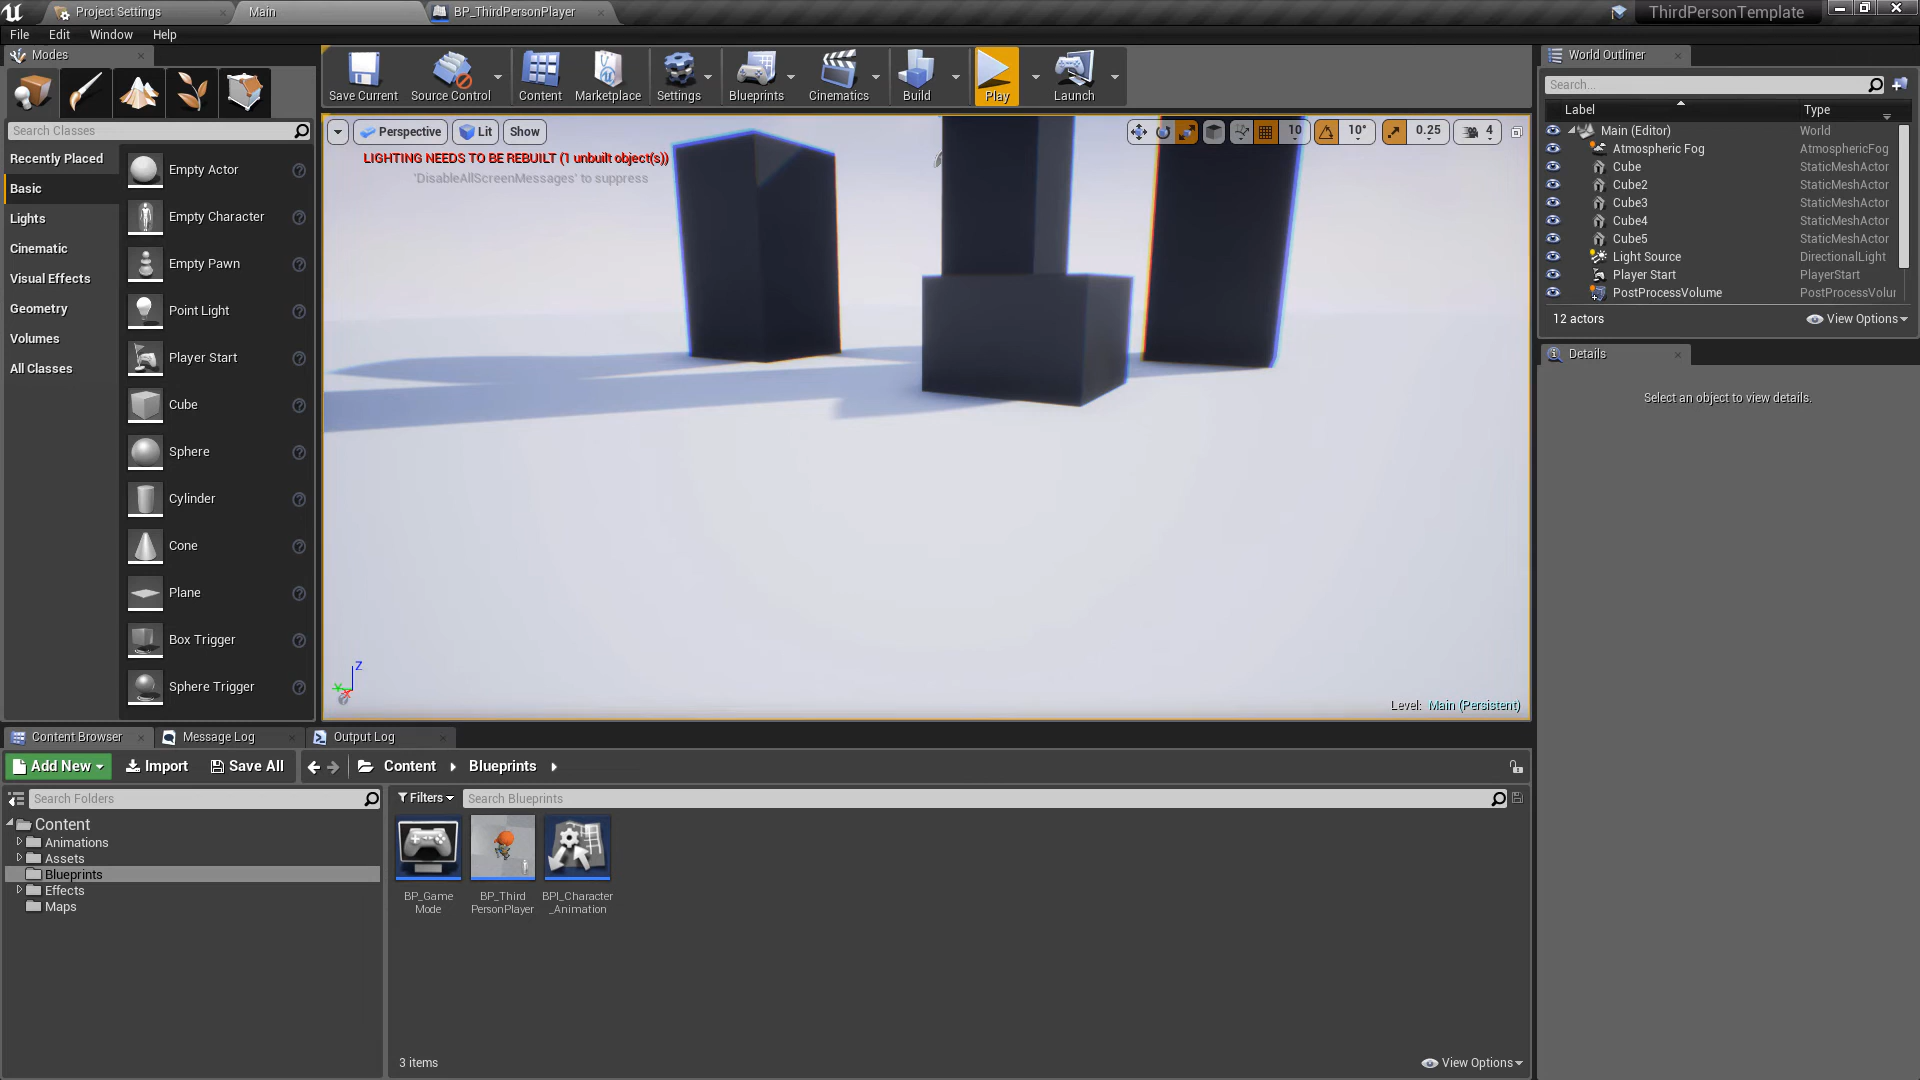 Project Settings
Main
BP_ThirdPersonPlayer
ThirdPersonTemplate
File
Edit
Window
Help
Modes
Search Classes
Recently Placed
Basic
Lights
Cinematic
Visual Effects
Geometry
Volumes
All Classes
Empty Actor
Empty Character
Empty Pawn
Point Light
Player Start
Cube
Sphere
Cylinder
Cone
Plane
Box Trigger
Sphere Trigger
Save Current
Source Control
Content
Marketplace
Settings
Blueprints
Cinematics
Build
Play
Launch
Perspective
Lit
Show
10
10°
0.25
4
LIGHTING NEEDS TO BE REBUILT (1 unbuilt object(s))
'DisableAllScreenMessages' to suppress
Z
Y
X
Level: Main (Persistent)
World Outliner
Search...
Label
Type
Main (Editor) World
Atmospheric Fog AtmosphericFog
Cube StaticMeshActor
Cube2 StaticMeshActor
Cube3 StaticMeshActor
Cube4 StaticMeshActor
Cube5 StaticMeshActor
Light Source DirectionalLight
Player Start PlayerStart
PostProcessVolume PostProcessVolur
12 actors
View Options
Details
Select an object to view details.
Content Browser
Message Log
Output Log
Add New
Import
Save All
Content
Blueprints
Search Folders
Filters
Search Blueprints
Content
Animations
Assets
Blueprints
Effects
Maps
BP_Game
Mode
BP_Third
PersonPlayer
BPI_Character
_Animation
3 items
View Options